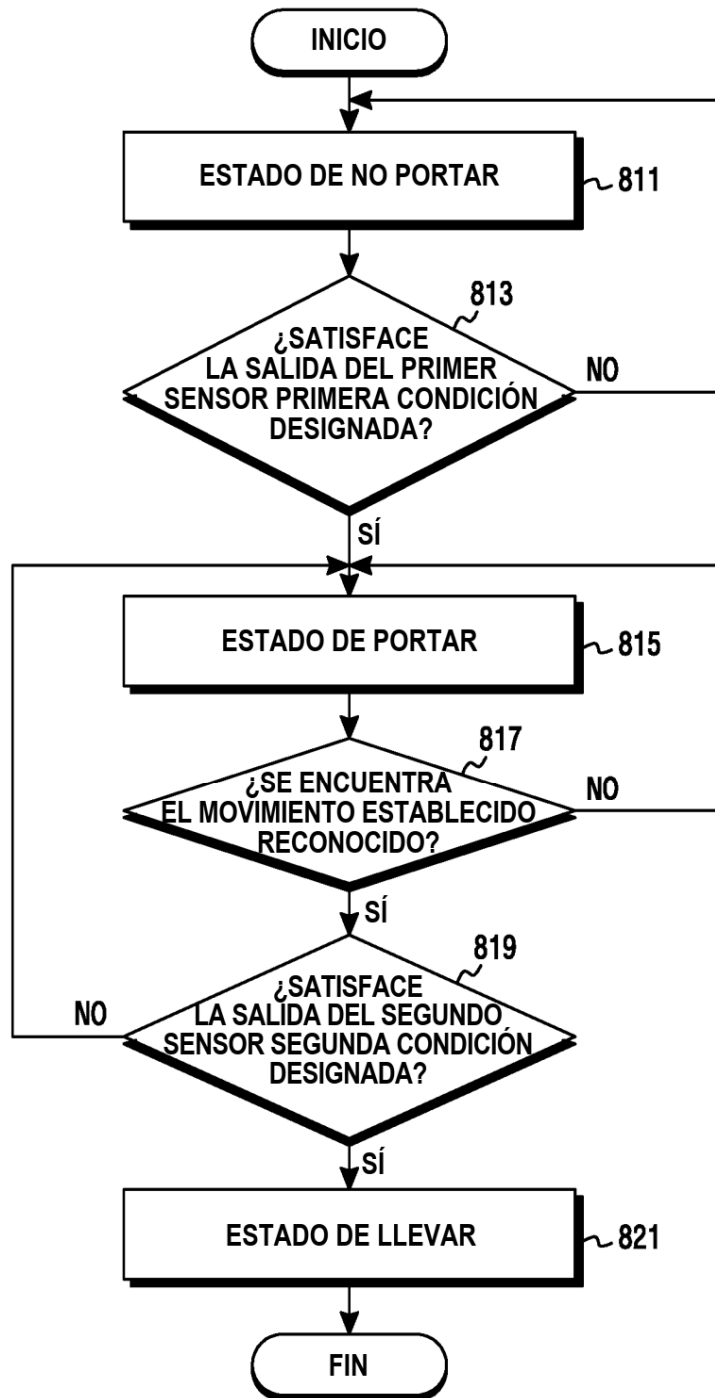 INICIO
ESTADO DE NO PORTAR
811
813
¿SATISFACE
LA SALIDA DEL PRIMER
SENSOR PRIMERA CONDICIÓN
DESIGNADA?
NO
SÍ
ESTADO DE PORTAR
815
817
¿SE ENCUENTRA
EL MOVIMIENTO ESTABLECIDO
RECONOCIDO?
NO
SÍ
819
¿SATISFACE
LA SALIDA DEL SEGUNDO
SENSOR SEGUNDA CONDICIÓN
DESIGNADA?
NO
SÍ
ESTADO DE LLEVAR
821
FIN